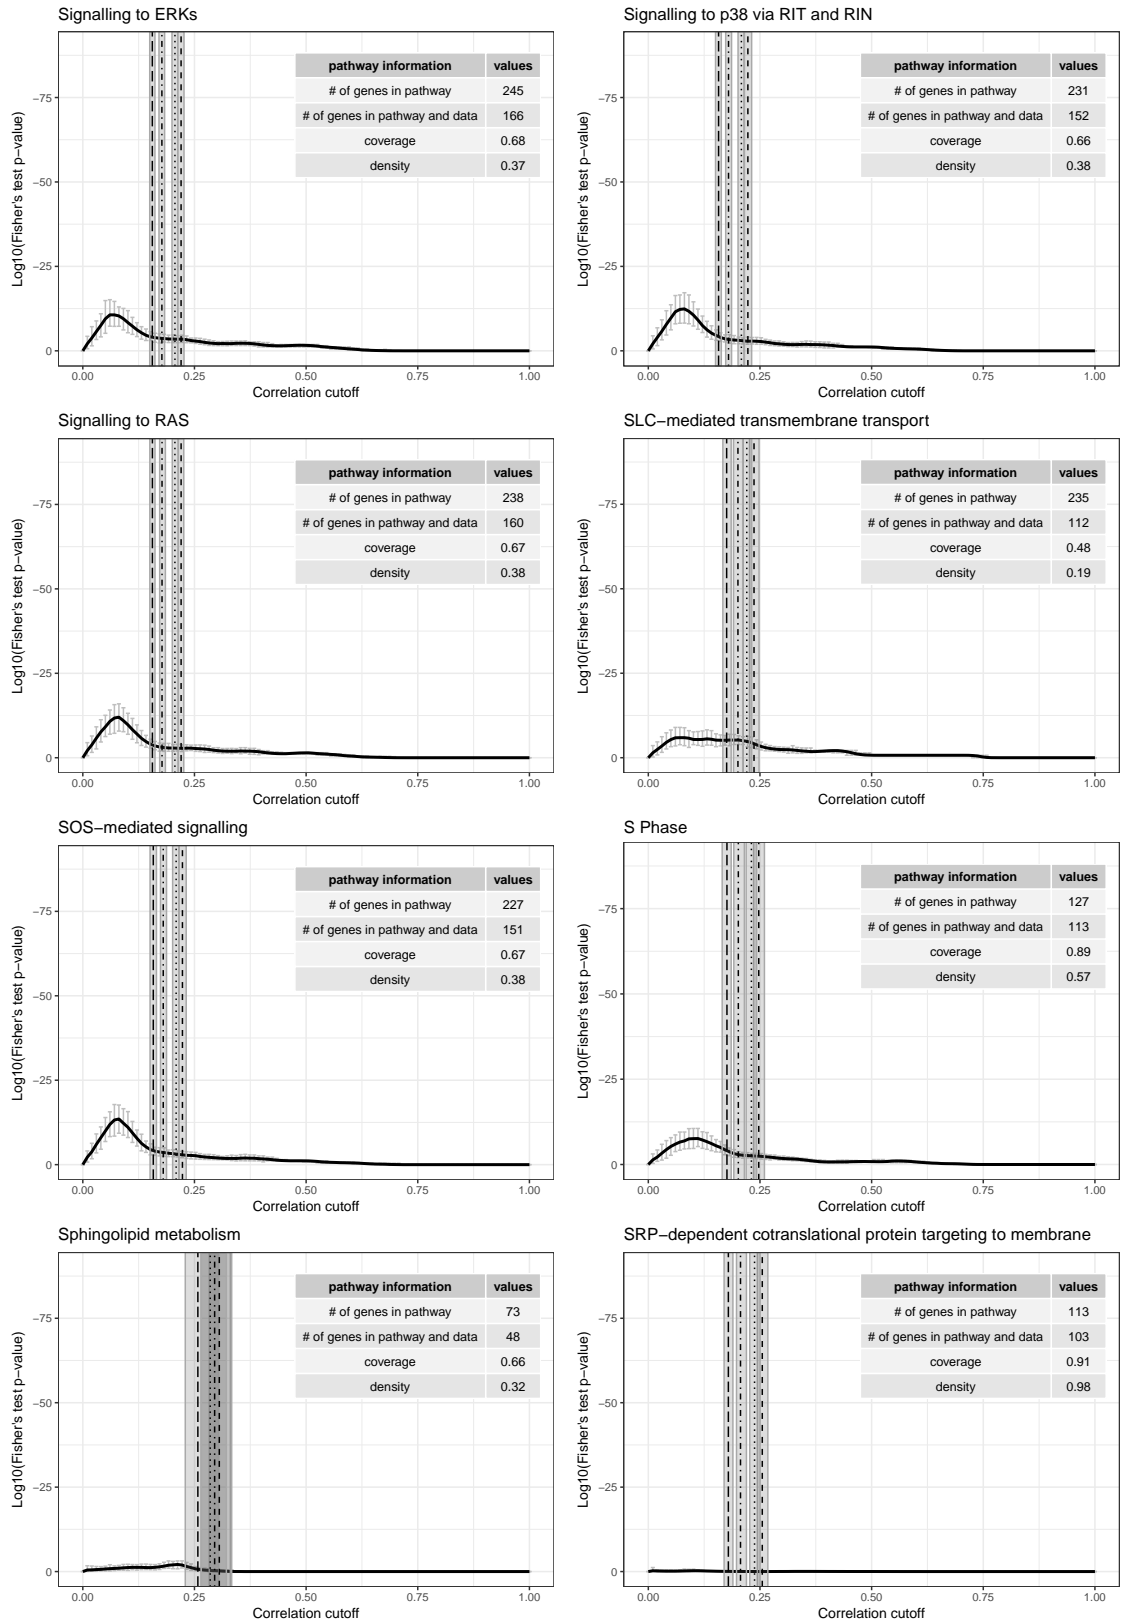 Signalling to ERKs
Log10(Fisher's test p−value)
−75
−50
−25
0
pathway information values
# of genes in pathway 245
# of genes in pathway and data 166
coverage 0.68
density 0.37
0.00 0.25 0.50 0.75 1.00
Correlation cutoff
Signalling to p38 via RIT and RIN
Log10(Fisher's test p−value)
−75
−50
−25
0
pathway information values
# of genes in pathway 231
# of genes in pathway and data 152
coverage 0.66
density 0.38
0.00 0.25 0.50 0.75 1.00
Correlation cutoff
Signalling to RAS
Log10(Fisher's test p−value)
−75
−50
−25
0
pathway information values
# of genes in pathway 238
# of genes in pathway and data 160
coverage 0.67
density 0.38
0.00 0.25 0.50 0.75 1.00
Correlation cutoff
SLC−mediated transmembrane transport
Log10(Fisher's test p−value)
−75
−50
−25
0
pathway information values
# of genes in pathway 235
# of genes in pathway and data 112
coverage 0.48
density 0.19
0.00 0.25 0.50 0.75 1.00
Correlation cutoff
SOS−mediated signalling
Log10(Fisher's test p−value)
−75
−50
−25
0
pathway information values
# of genes in pathway 227
# of genes in pathway and data 151
coverage 0.67
density 0.38
0.00 0.25 0.50 0.75 1.00
Correlation cutoff
S Phase
Log10(Fisher's test p−value)
−75
−50
−25
0
pathway information values
# of genes in pathway 127
# of genes in pathway and data 113
coverage 0.89
density 0.57
0.00 0.25 0.50 0.75 1.00
Correlation cutoff
Sphingolipid metabolism
Log10(Fisher's test p−value)
−75
−50
−25
0
pathway information values
# of genes in pathway 73
# of genes in pathway and data 48
coverage 0.66
density 0.32
0.00 0.25 0.50 0.75 1.00
Correlation cutoff
SRP−dependent cotranslational protein targeting to membrane
Log10(Fisher's test p−value)
−75
−50
−25
0
pathway information values
# of genes in pathway 113
# of genes in pathway and data 103
coverage 0.91
density 0.98
0.00 0.25 0.50 0.75 1.00
Correlation cutoff